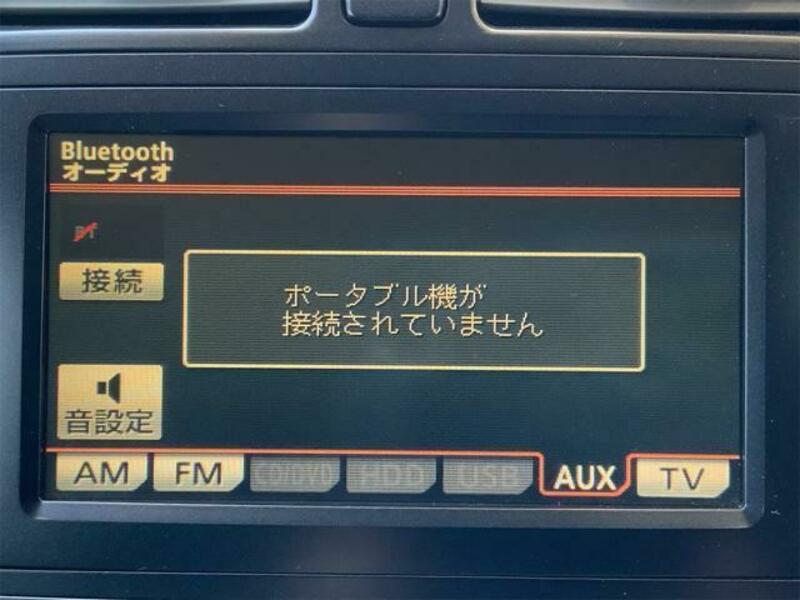 Bluetooth
オーディオ
BT
接続
ポータブル機が
接続されていません
音設定
AM FM CD/DVD HDD USB AUX TV